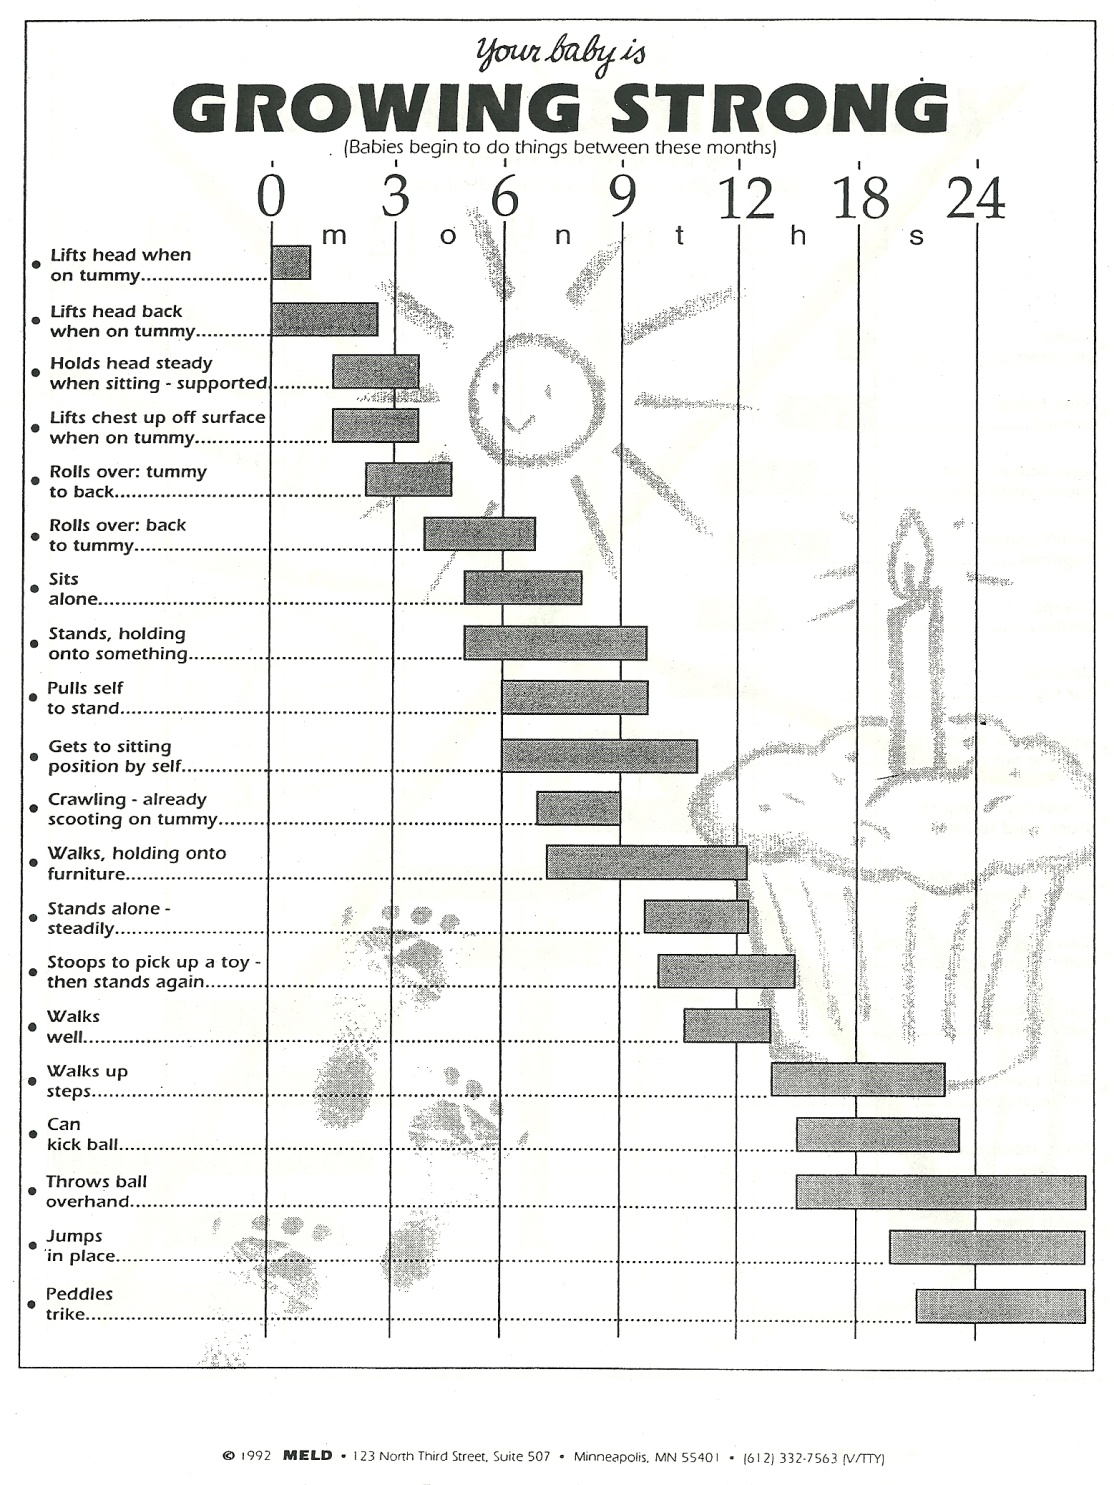 Your baby is
GROWING STRONG
(Babies begin to do things between these months)
0 3 6 9 12 18 24
m o n t h s
• Lifts head when
on tummy
• Lifts head back
when on tummy
• Holds head steady
when sitting - supported
• Lifts chest up off surface
when on tummy
• Rolls over: tummy
to back
• Rolls over: back
to tummy
• Sits
alone
• Stands, holding
onto something
• Pulls self
to stand
• Gets to sitting
position by self
• Crawling - already
scooting on tummy
• Walks, holding onto
furniture
• Stands alone -
steadily
• Stoops to pick up a toy -
then stands again
• Walks
well
• Walks up
steps
• Can
kick ball
• Throws ball
overhand
• Jumps
in place
• Peddles
trike
© 1992 MELD • 123 North Third Street, Suite 507 • Minneapolis, MN 55401 • (612) 332-7563 (V/TTY)